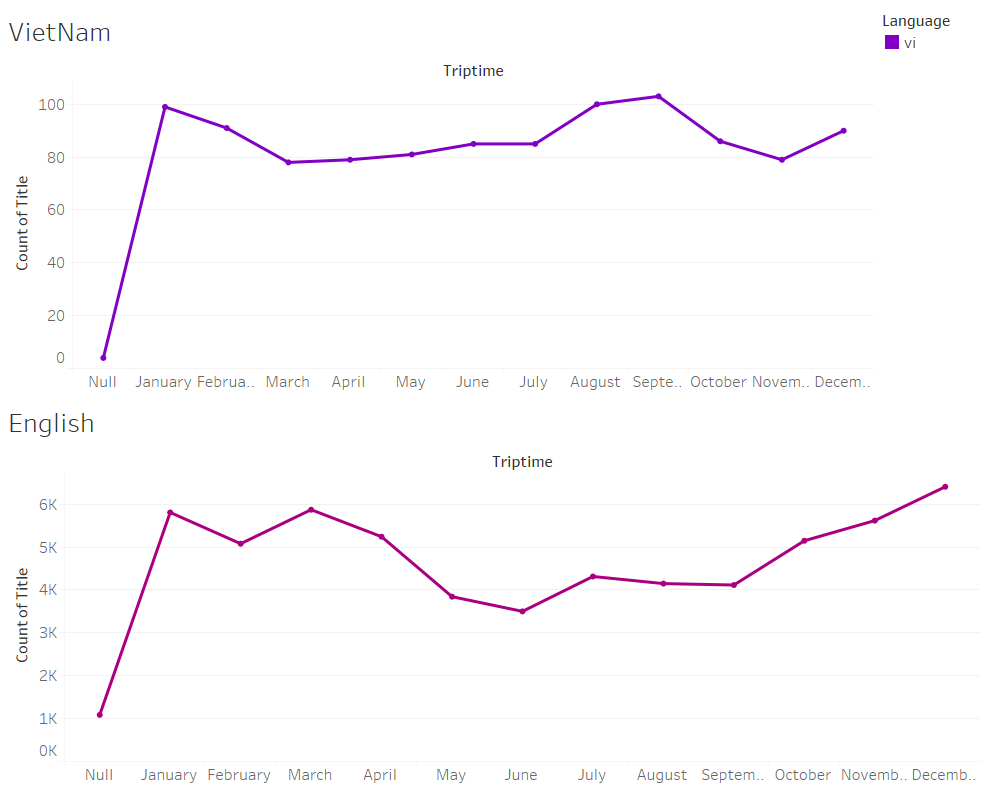 VietNam
Language
vi
Triptime
Count of Title
100
80
60
40
20
0
Null January Februa.. March April May June July August Septe.. October Novem.. Decem..
English
Triptime
Count of Title
6K
5K
4K
3K
2K
1K
0K
Null January February March April May June July August Septem.. October Novemb.. Decemb..